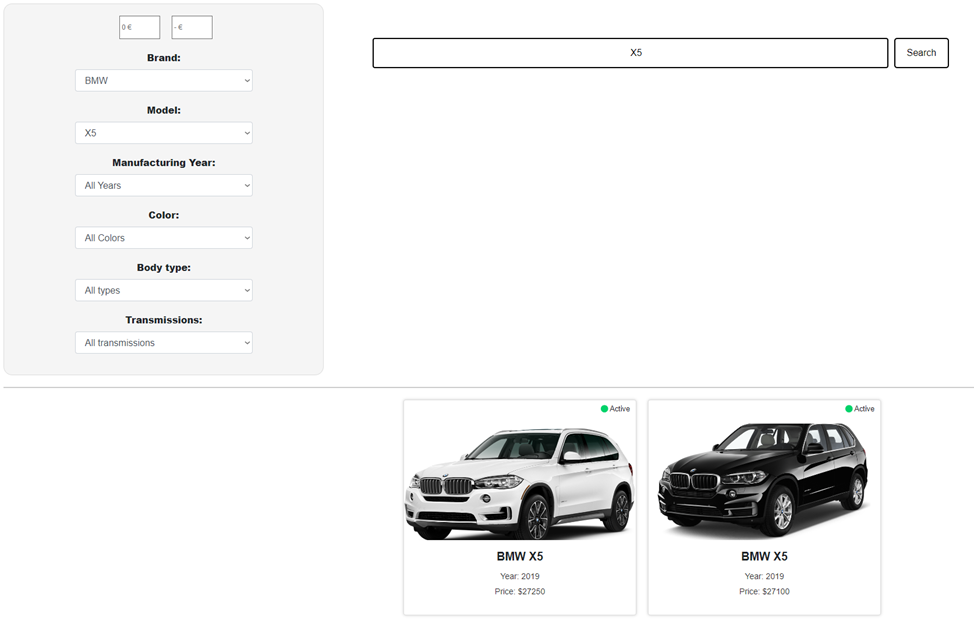 0 €
- €
Brand:
BMW
Model:
X5
Manufacturing Year:
All Years
Color:
All Colors
Body type:
All types
Transmissions:
All transmissions
X5
Search
Active
BMW X5
Year: 2019
Price: $27250
Active
BMW X5
Year: 2019
Price: $27100